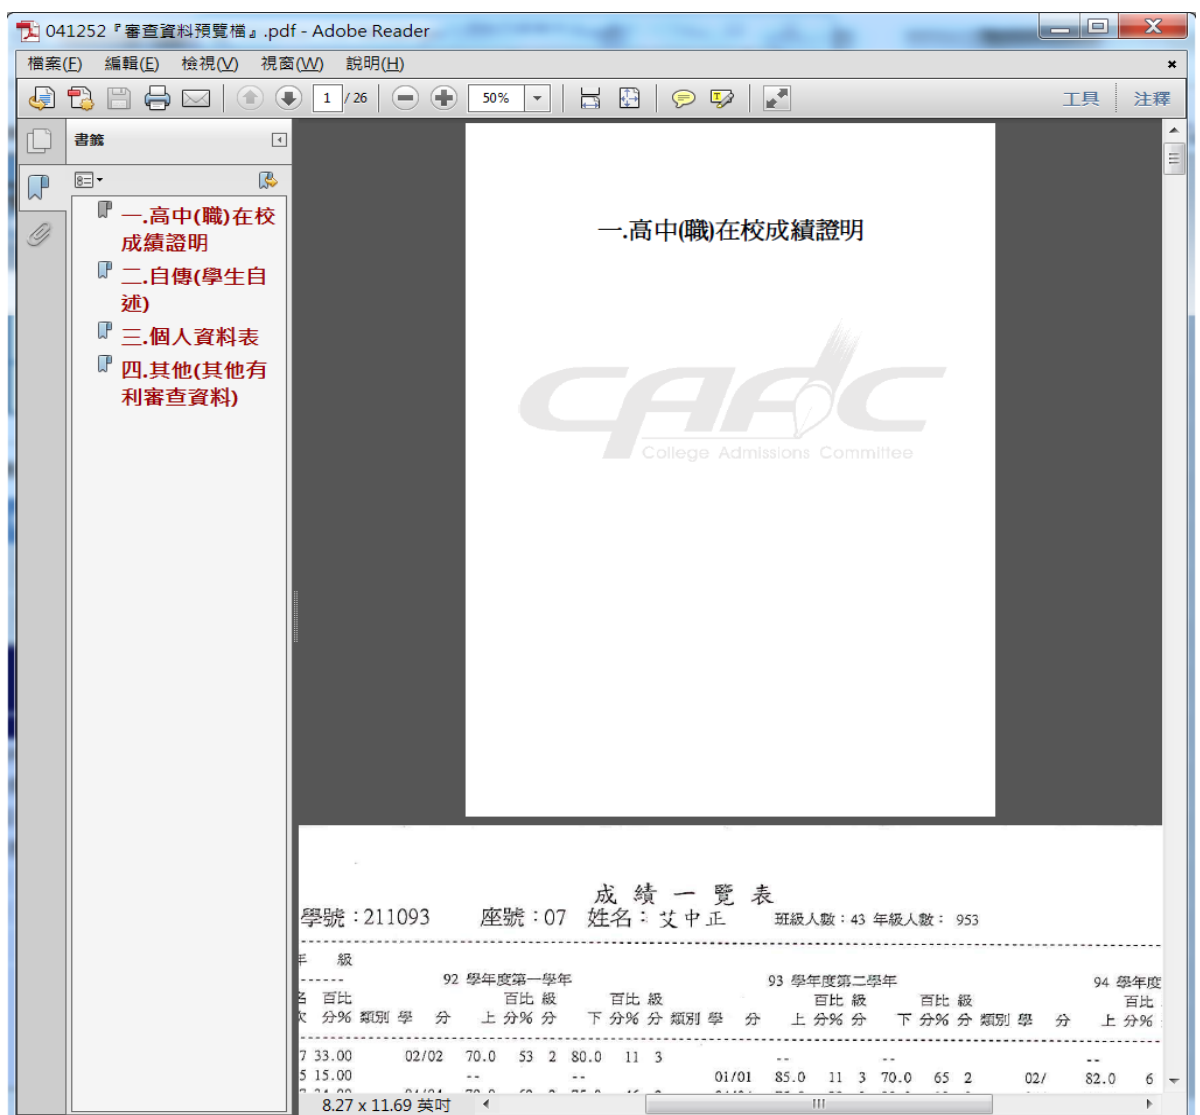 041252『審查資料預覽檔』.pdf - Adobe Reader
檔案(F) 編輯(E) 檢視(V) 視窗(W) 說明(H)
1 / 26 50% 工具 注釋
書籤
一.高中(職)在校
成績證明
二.自傳(學生自
述)
三.個人資料表
四.其他(其他有
利審查資料)
一.高中(職)在校成績證明
CAAC
College Admissions Committee
成 績 一 覽 表
學號：211093 座號：07 姓名：艾中正 班級人數：43 年級人數： 953
級
92 學年度第一學年 93 學年度第二學年 94 學年度
百比 百比 級 百比 級 百比 級 百比 級 百比
分% 類別 學 分 上 分% 分 下 分% 分 類別 學 分 上 分% 分 下 分% 分 類別 學 分 上 分%
7 33.00 02/02 70.0 53 2 80.0 11 3 -- -- --
5 15.00 -- -- 01/01 85.0 11 3 70.0 65 2 02/ 82.0 6
8.27 x 11.69 英吋